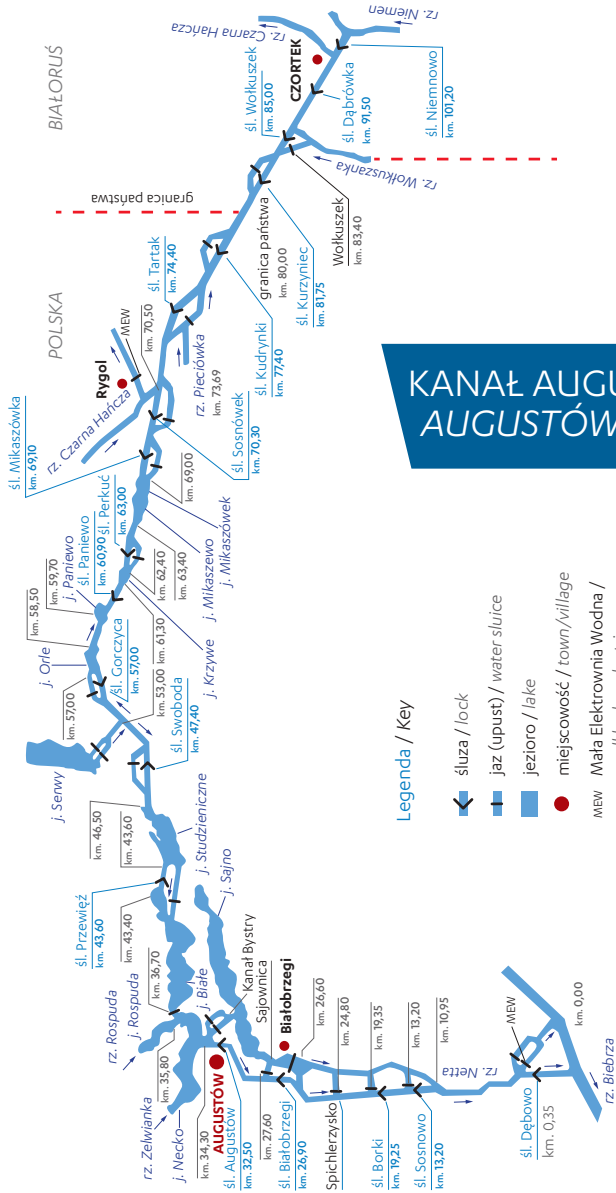 BIAŁORUŚ
POLSKA
granica państwa
rz. Niemen
rz. Czarna Hańcza
CZORTEK
śl. Wołkuszek
km. 85,00
śl. Dąbrówka
km. 91,50
śl. Niemnowo
km. 101,20
rz. Wołkuszanka
Wołkuszek
km. 83,40
granica państwa
km. 80,00
śl. Kurzyniec
km. 81,75
śl. Kudrynki
km. 77,40
śl. Tartak
km. 74,40
rz. Pieciówka
km. 73,69
km. 70,50
MEW
Rygol
rz. Czarna Hańcza
śl. Sosnówek
km. 70,30
śl. Mikaszówka
km. 69,10
km. 69,00
j. Mikaszówek
j. Mikaszewo
śl. Perkuć
km. 63,00
km. 63,40
km. 62,40
śl. Paniewo
km. 60,90
j. Krzywe
km. 61,30
j. Paniewo
km. 59,70
km. 58,50
j. Orle
śl. Gorczyca
km. 57,00
km. 57,00
km. 53,00
j. Serwy
śl. Swoboda
km. 47,40
km. 46,50
km. 43,60
j. Studzieniczne
j. Sajno
śl. Przewięź
km. 43,60
km. 43,40
j. Białe
km. 36,70
rz. Rospuda
j. Rospuda
km. 35,80
rz. Zelwianka
j. Necko
km. 34,30
AUGUSTÓW
śl. Augustów
km. 32,50
Kanał Bystry
Sajownica
km. 27,60
Białobrzegi
śl. Białobrzegi
km. 26,90
km. 26,60
Spichlerzysko
km. 24,80
śl. Borki
km. 19,25
km. 19,35
śl. Sosnowo
km. 13,20
km. 13,20
km. 10,95
rz. Netta
MEW
śl. Dębowo
km. 0,35
km. 0,00
rz. Biebrza
KANAŁ AUGU
AUGUSTÓW
Legenda / Key
śluza / lock
jaz (upust) / water sluice
jezioro / lake
miejscowość / town/village
MEW Mała Elektrownia Wodna /